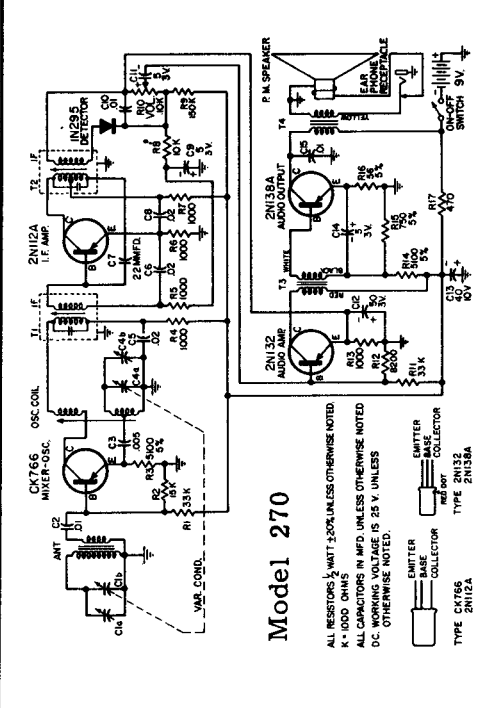 CK766
MIXER-OSC.
OSC. COIL
T1 IF
2N112A
I.F. AMP.
T2 IF
1N295
DETECTOR
ANT
C2
.01
C1a
C1b
VAR. COND.
B
C
E
C3
.005
R3
5100
5%
R2
15K
R1
33K
C4a
C4b
C5
.02
R4
1000
R5
1000
C6
.02
C7
22 MMFD.
R6
1000
C8
.02
R7
1000
B
C
E
C10
.01
R10
VOL.
10K
C11
5
3V.
R9
150K
R8
10K
C9
5
3V.
Model 270
ALL RESISTORS ½ WATT ±20%, UNLESS OTHERWISE NOTED.
K = 1000 OHMS
ALL CAPACITORS IN MFD. UNLESS OTHERWISE NOTED
D.C. WORKING VOLTAGE IS 25 V. UNLESS
OTHERWISE NOTED.
2N132
AUDIO AMP.
B
C
E
R13
1000
R12
8200
R11
33K
C12
50
3V.
T3
RED
WHITE
BLACK
2N138A
AUDIO OUTPUT
B
C
E
C14
5
3V.
R14
5100
5%
R15
750
5%
R16
56
5%
C15
.01
T4
YELLOW
P.M. SPEAKER
EAR
PHONE
RECEPTACLE
R17
470
C13
40
10V
ON-OFF
SWITCH
9V.
EMITTER
BASE
COLLECTOR
TYPE CK766
2N112A
EMITTER
BASE
COLLECTOR
RED DOT
TYPE 2N132
2N138A